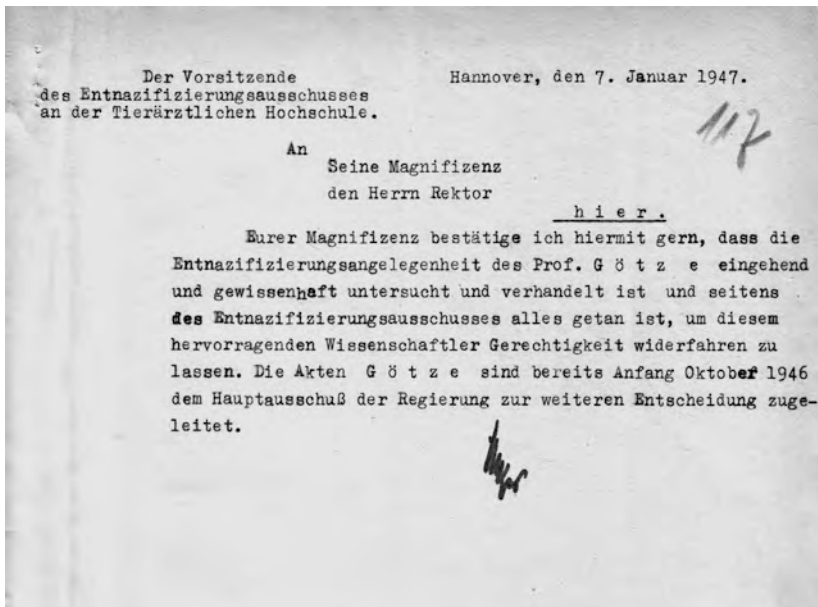 Der Vorsitzende
Hannover, den 7. Januar 1947.
des Entnazifizierungsausschusses
an der Tierärztlichen Hochschule.
117
An
Seine Magnifizenz
den Herrn Rektor
h i e r .
Eurer Magnifizenz bestätige ich hiermit gern, dass die
Entnazifizierungsangelegenheit des Prof. G ö t z e eingehend
und gewissenhaft untersucht und verhandelt ist und seitens
des Entnazifizierungsausschusses alles getan ist, um diesem
hervorragenden Wissenschaftler Gerechtigkeit widerfahren zu
lassen. Die Akten G ö t z e sind bereits Anfang Oktober 1946
dem Hauptausschuß der Regierung zur weiteren Entscheidung zuge-
leitet.